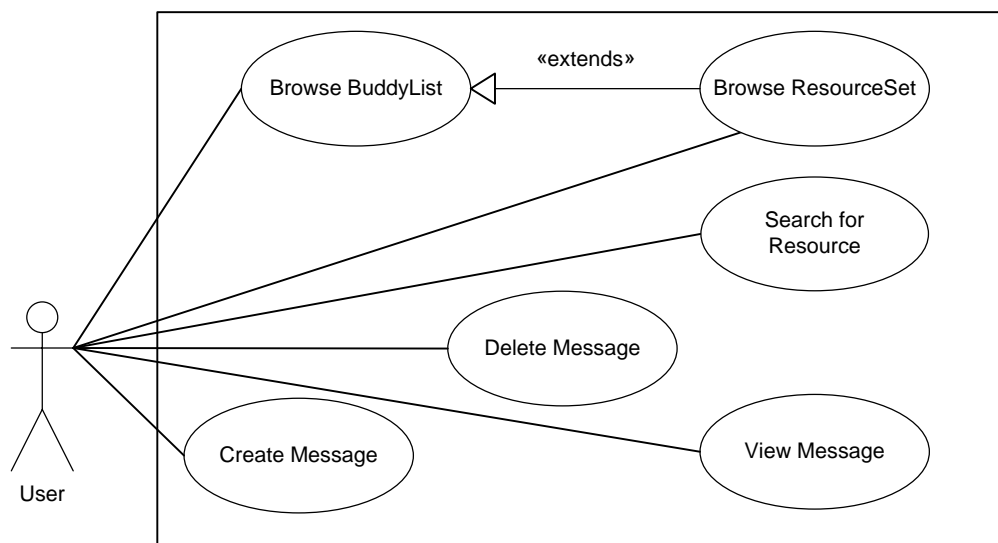 «extends»
Browse BuddyList
Browse ResourceSet
Search for
Resource
Delete Message
Create Message
View Message
User